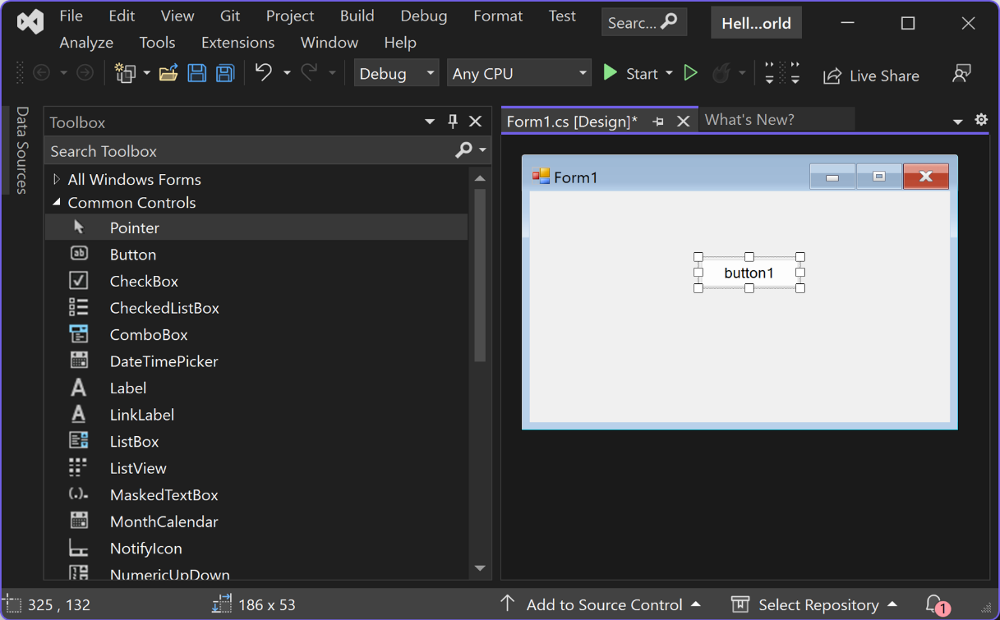 File Edit View Git Project Build Debug Format Test Searc... Hell...orld
Analyze Tools Extensions Window Help
Debug Any CPU Start Live Share
Data Sources
Toolbox
Search Toolbox
All Windows Forms
Common Controls
Pointer
ab Button
CheckBox
CheckedListBox
ComboBox
DateTimePicker
A Label
A LinkLabel
ListBox
ListView
(.). MaskedTextBox
MonthCalendar
NotifyIcon
NumericUpDown
Form1.cs [Design]* What's New?
Form1
button1
325 , 132 186 x 53 Add to Source Control Select Repository 1